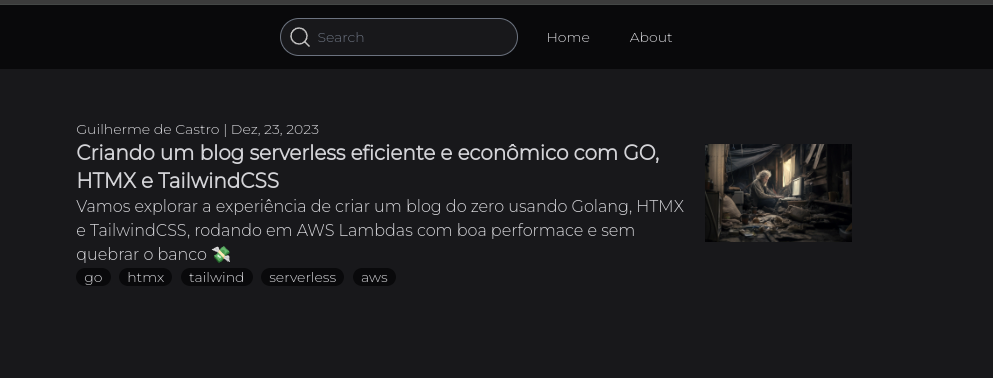 Search
Home
About
Guilherme de Castro | Dez, 23, 2023
Criando um blog serverless eficiente e econômico com GO,
HTMX e TailwindCSS
Vamos explorar a experiência de criar um blog do zero usando Golang, HTMX
e TailwindCSS, rodando em AWS Lambdas com boa performace e sem
quebrar o banco 💸
go htmx tailwind serverless aws